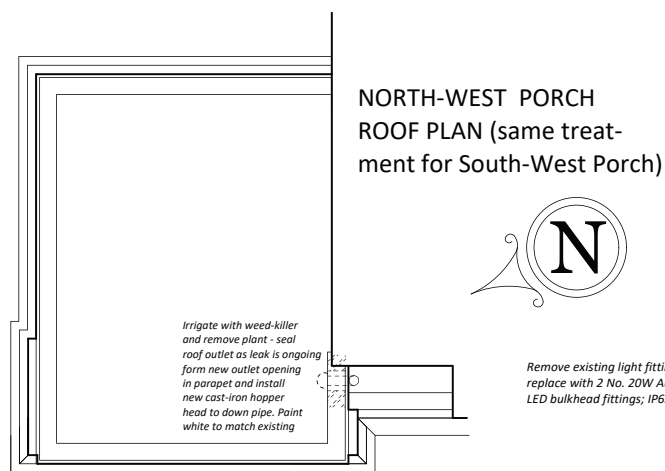 NORTH-WEST PORCH
ROOF PLAN (same treat-
ment for South-West Porch)
N
Irrigate with weed-killer
and remove plant - seal
roof outlet as leak is ongoing
form new outlet opening
in parapet and install
new cast-iron hopper
head to down pipe. Paint
white to match existing
Remove existing light
replace with 2 No. 20W
LED bulkhead fittings;